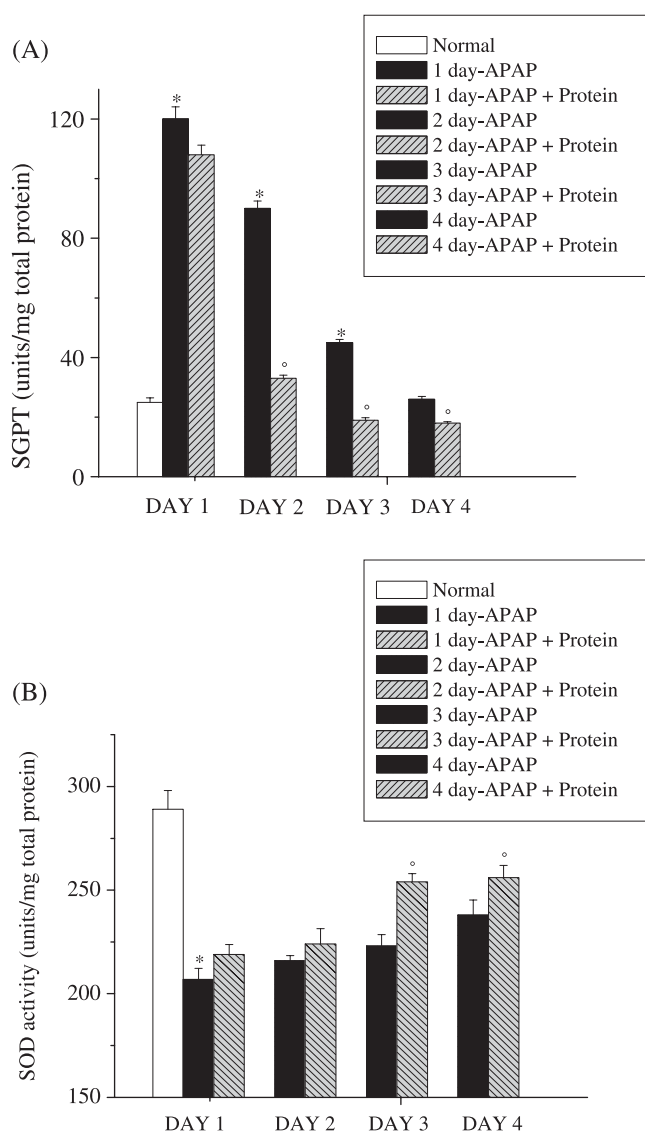 (A)
Normal
1 day-APAP
1 day-APAP + Protein
2 day-APAP
2 day-APAP + Protein
3 day-APAP
3 day-APAP + Protein
4 day-APAP
4 day-APAP + Protein
SGPT (units/mg total protein)
120
80
40
0
*
*
*
°
°
°
DAY 1
DAY 2
DAY 3
DAY 4
(B)
Normal
1 day-APAP
1 day-APAP + Protein
2 day-APAP
2 day-APAP + Protein
3 day-APAP
3 day-APAP + Protein
4 day-APAP
4 day-APAP + Protein
SOD activity (units/mg total protein)
300
250
200
150
*
°
°
DAY 1
DAY 2
DAY 3
DAY 4